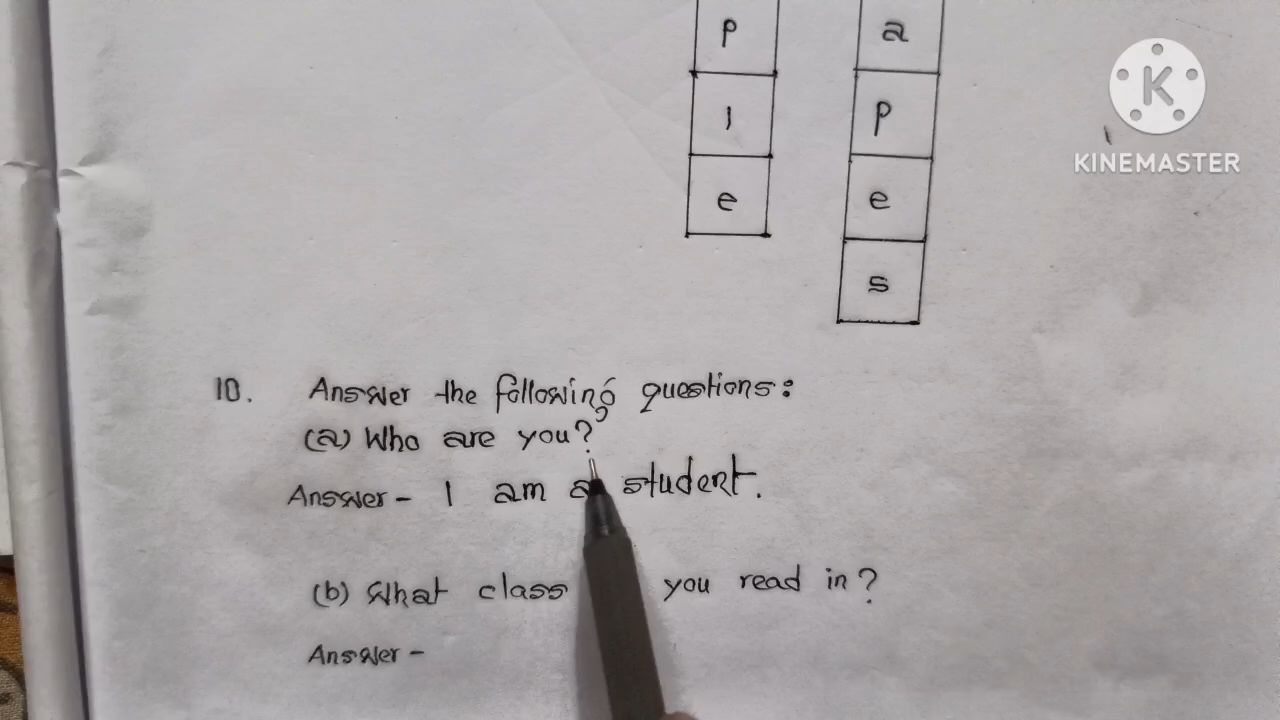 p a
l p
e e
s
K
KINEMASTER
10. Answer the following questions:
(a) Who are you?
Answer - I am a student.
(b) What class you read in?
Answer -